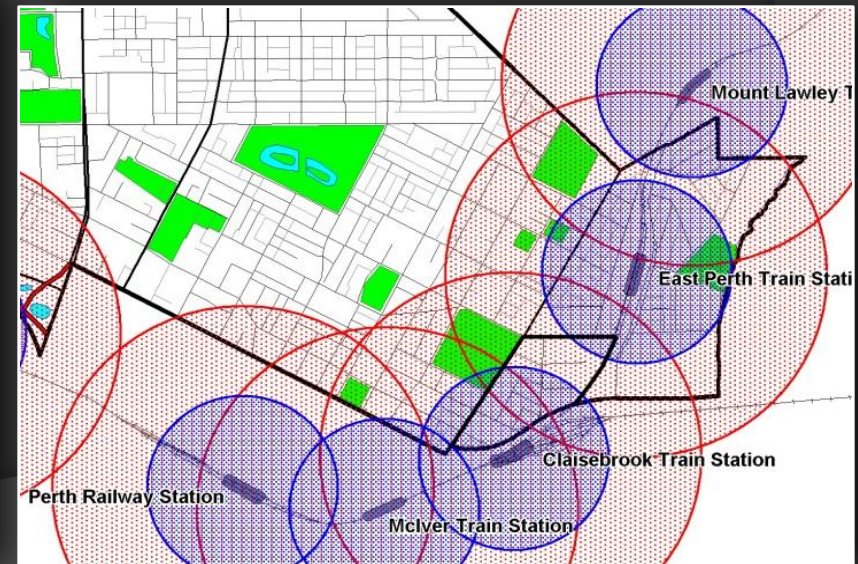 Mount Lawley T
East Perth Train Stati
Claisebrook Train Station
Perth Railway Station
McIver Train Station